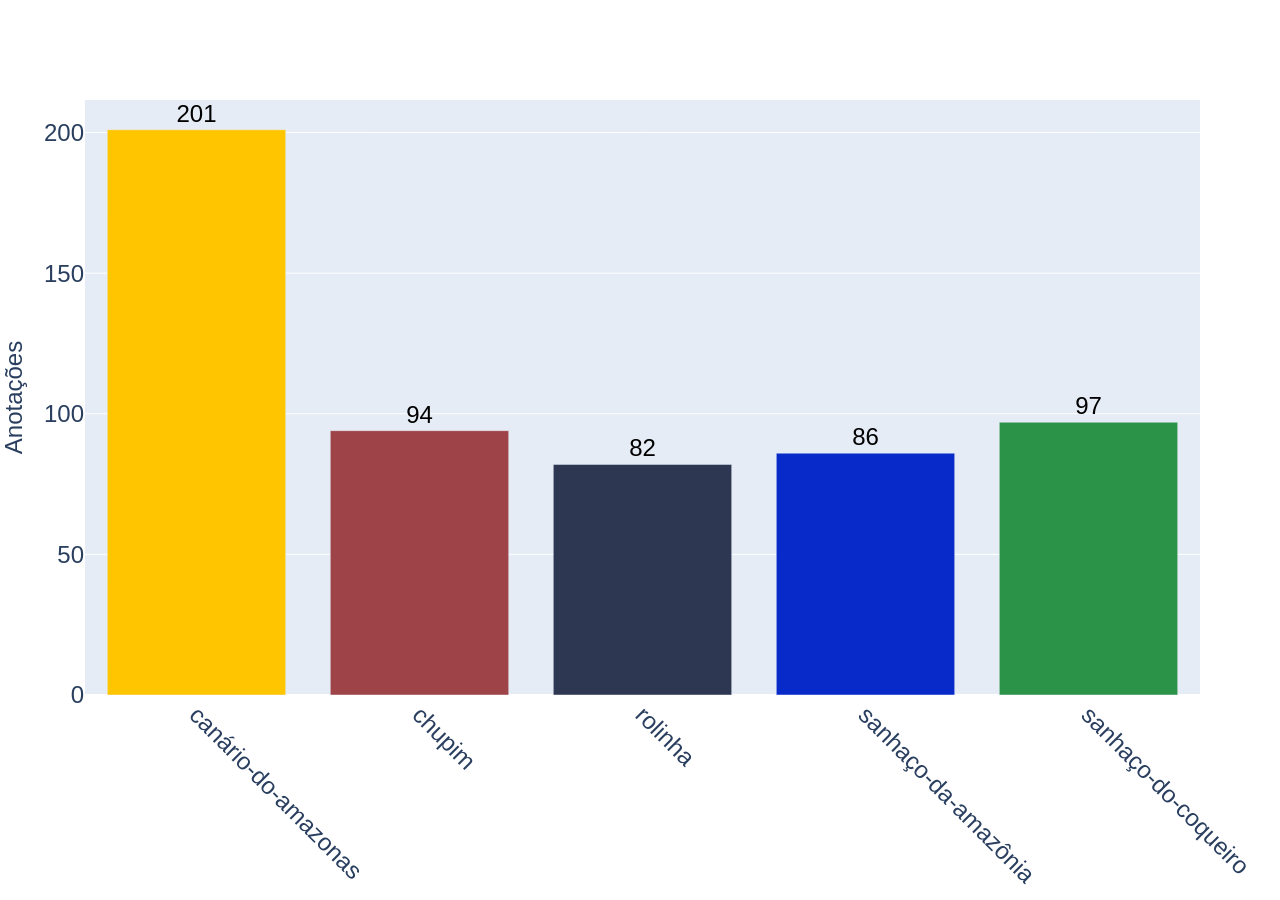 Anotações
200
150
100
50
0
201
94
82
86
97
canário-do-amazonas
chupim
rolinha
sanhaço-da-amazônia
sanhaço-do-coqueiro